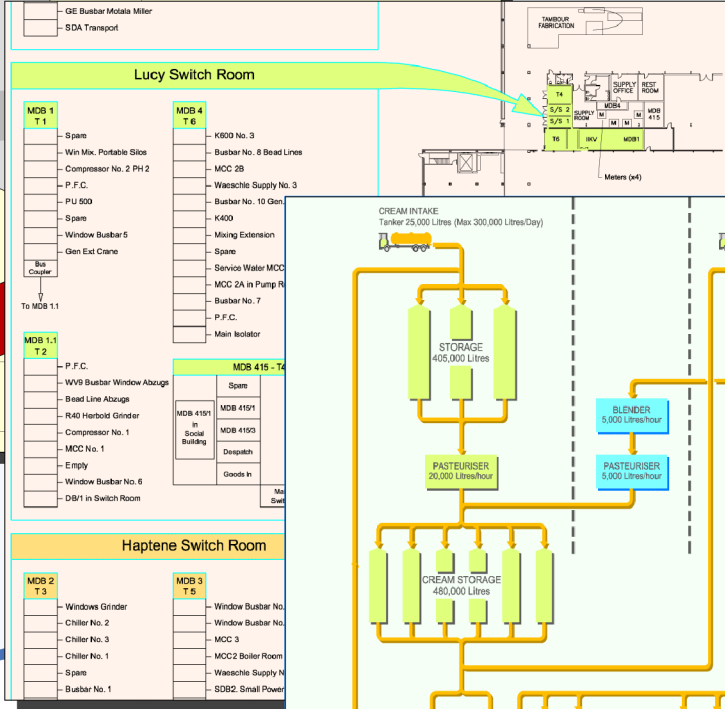 GE Busbar Motala Miller
SDA Transport
Lucy Switch Room
MDB 1
T 1
Spare
Win Mix. Portable Silos
Compressor No. 2 PH 2
P.F.C.
PU 500
Spare
Window Busbar 5
Gen Ext Crane
Bus
Coupler
To MDB 1.1
MDB 4
T 6
K600 No. 3
Busbar No. 8 Bead Lines
MCC 2B
Waeschle Supply No. 3
Busbar No. 10 Gen.
K400
Mixing Extension
Spare
Service Water MCC
MCC 2A in Pump R
Busbar No. 7
P.F.C.
Main Isolator
MDB 1.1
T 2
P.F.C.
WV9 Busbar Window Abzugs
Bead Line Abzugs
R40 Herbold Grinder
Compressor No. 1
MCC No. 1
Empty
Window Busbar No. 6
DB/1 in Switch Room
MDB 415 - T4
MDB 415/1
in
Social
Building
Spare
MDB 415/1
MDB 415/3
Despatch
Goods In
Ma
Swit
Haptene Switch Room
MDB 2
T 3
Windows Grinder
Chiller No. 2
Chiller No. 3
Chiller No. 1
Spare
Busbar No. 1
MDB 3
T 5
Window Busbar No.
Window Busbar No.
MCC 3
MCC2 Boiler Room
Waeschle Supply N
SDB2. Small Power
TAMBOUR
FABRICATION
T4
S/S 2
S/S 1
T6
SUPPLY
ROOM
SUPPLY
OFFICE
REST
ROOM
MDB4
M
M
M
M
MDB
415
IIKV
MDB1
Meters (x4)
CREAM INTAKE
Tanker 25,000 Litres (Max 300,000 Litres/Day)
STORAGE
405,000 Litres
BLENDER
5,000 Litres/hour
PASTEURISER
20,000 Litres/hour
PASTEURISER
5,000 Litres/hour
CREAM STORAGE
480,000 Litres